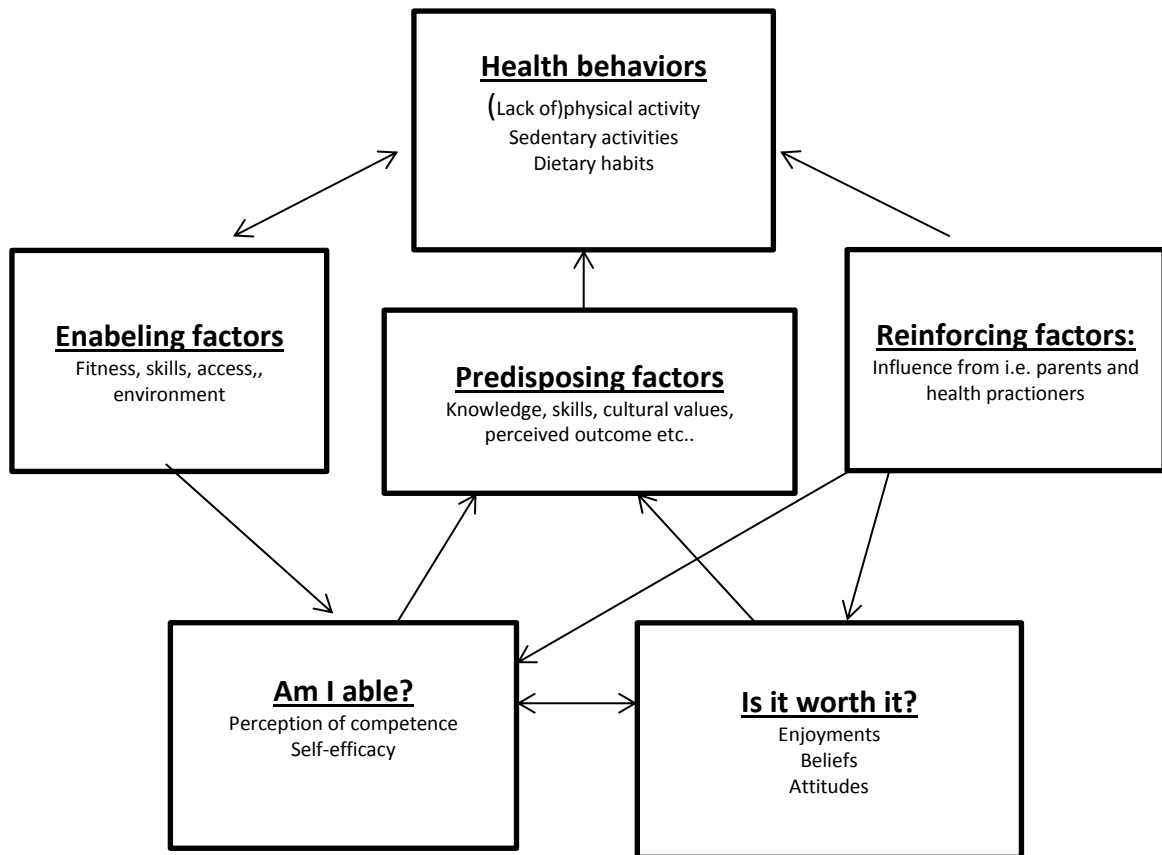 Health behaviors
(Lack of)physical activity
Sedentary activities
Dietary habits
Enabeling factors
Fitness, skills, access,,
environment
Predisposing factors
Knowledge, skills, cultural values,
perceived outcome etc..
Reinforcing factors:
Influence from i.e. parents and
health practioners
Am I able?
Perception of competence
Self-efficacy
Is it worth it?
Enjoyments
Beliefs
Attitudes